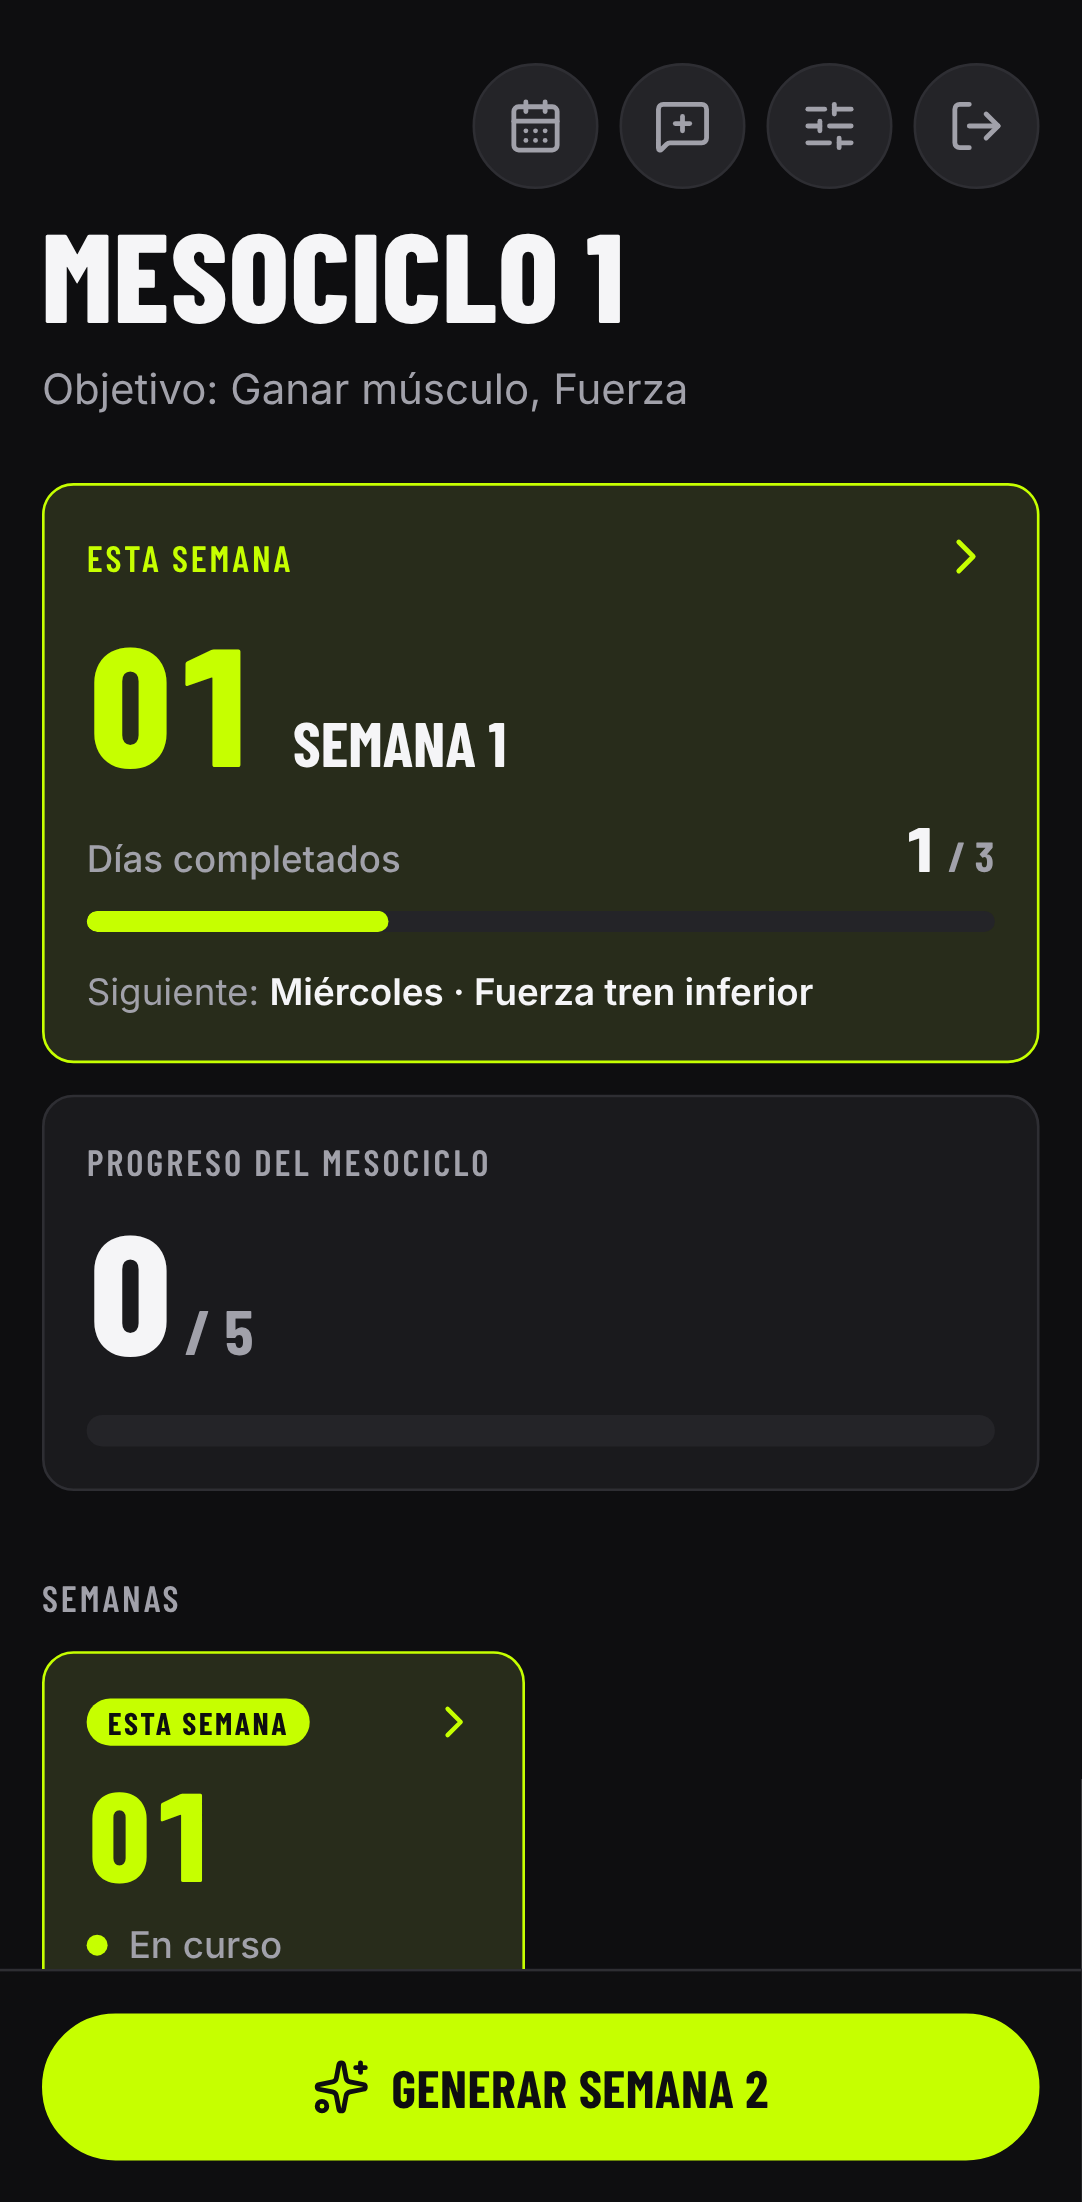 MESOCICLO 1
Objetivo: Ganar músculo, Fuerza
ESTA SEMANA
01 SEMANA 1
Días completados 1 / 3
Siguiente: Miércoles · Fuerza tren inferior
PROGRESO DEL MESOCICLO
0 / 5
SEMANAS
ESTA SEMANA
01
En curso
GENERAR SEMANA 2